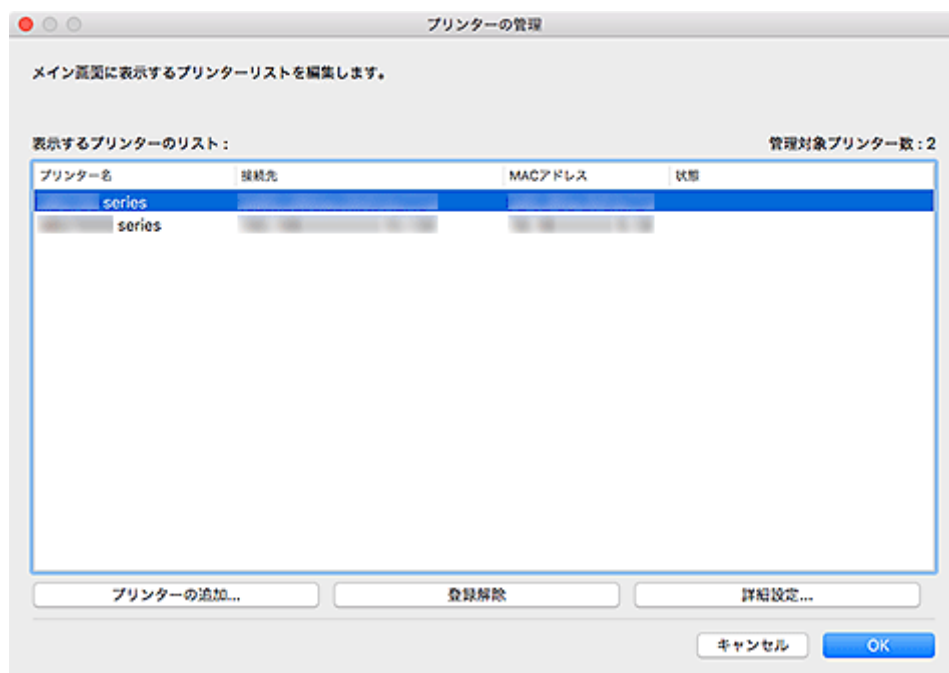 プリンターの管理
メイン画面に表示するプリンターリストを編集します。
表示するプリンターのリスト： 管理対象プリンター数：2
プリンター名 接続先 MACアドレス 状態
series
series
プリンターの追加... 登録解除 詳細設定...
キャンセル OK